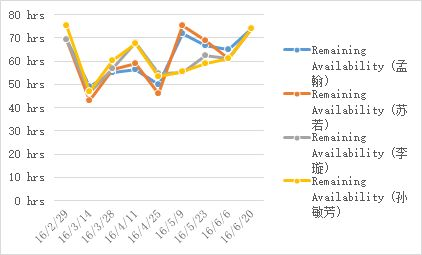 80 hrs
70 hrs
60 hrs
50 hrs
40 hrs
30 hrs
20 hrs
10 hrs
0 hrs
16/2/29
16/3/14
16/3/28
16/4/11
16/4/25
16/5/9
16/5/23
16/6/6
16/6/20
Remaining
Availability (孟
翰)
Remaining
Availability (苏
若)
Remaining
Availability (李
璇)
Remaining
Availability (孙
敏芳)